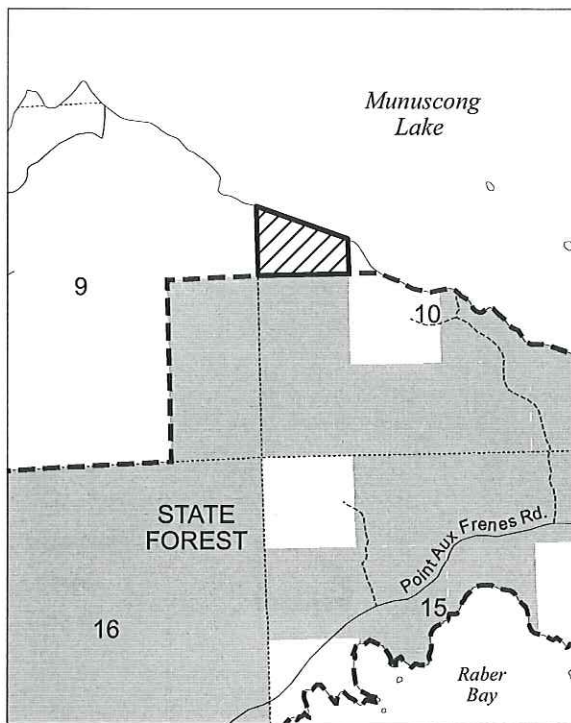 Munuscong
Lake
9
10
STATE
FOREST
Point Aux Frenes Rd.
16
15
Raber
Bay